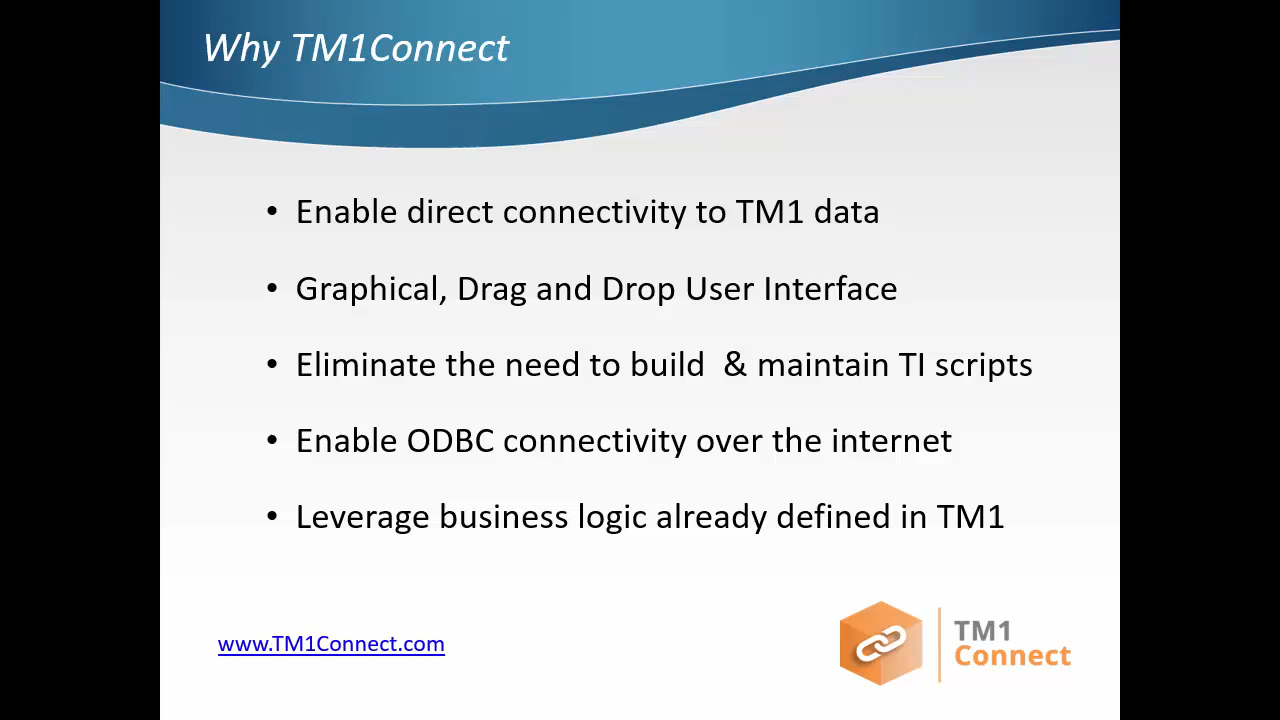 Why TM1Connect
• Enable direct connectivity to TM1 data
• Graphical, Drag and Drop User Interface
• Eliminate the need to build  & maintain TI scripts
• Enable ODBC connectivity over the internet
• Leverage business logic already defined in TM1
www.TM1Connect.com
TM1
Connect